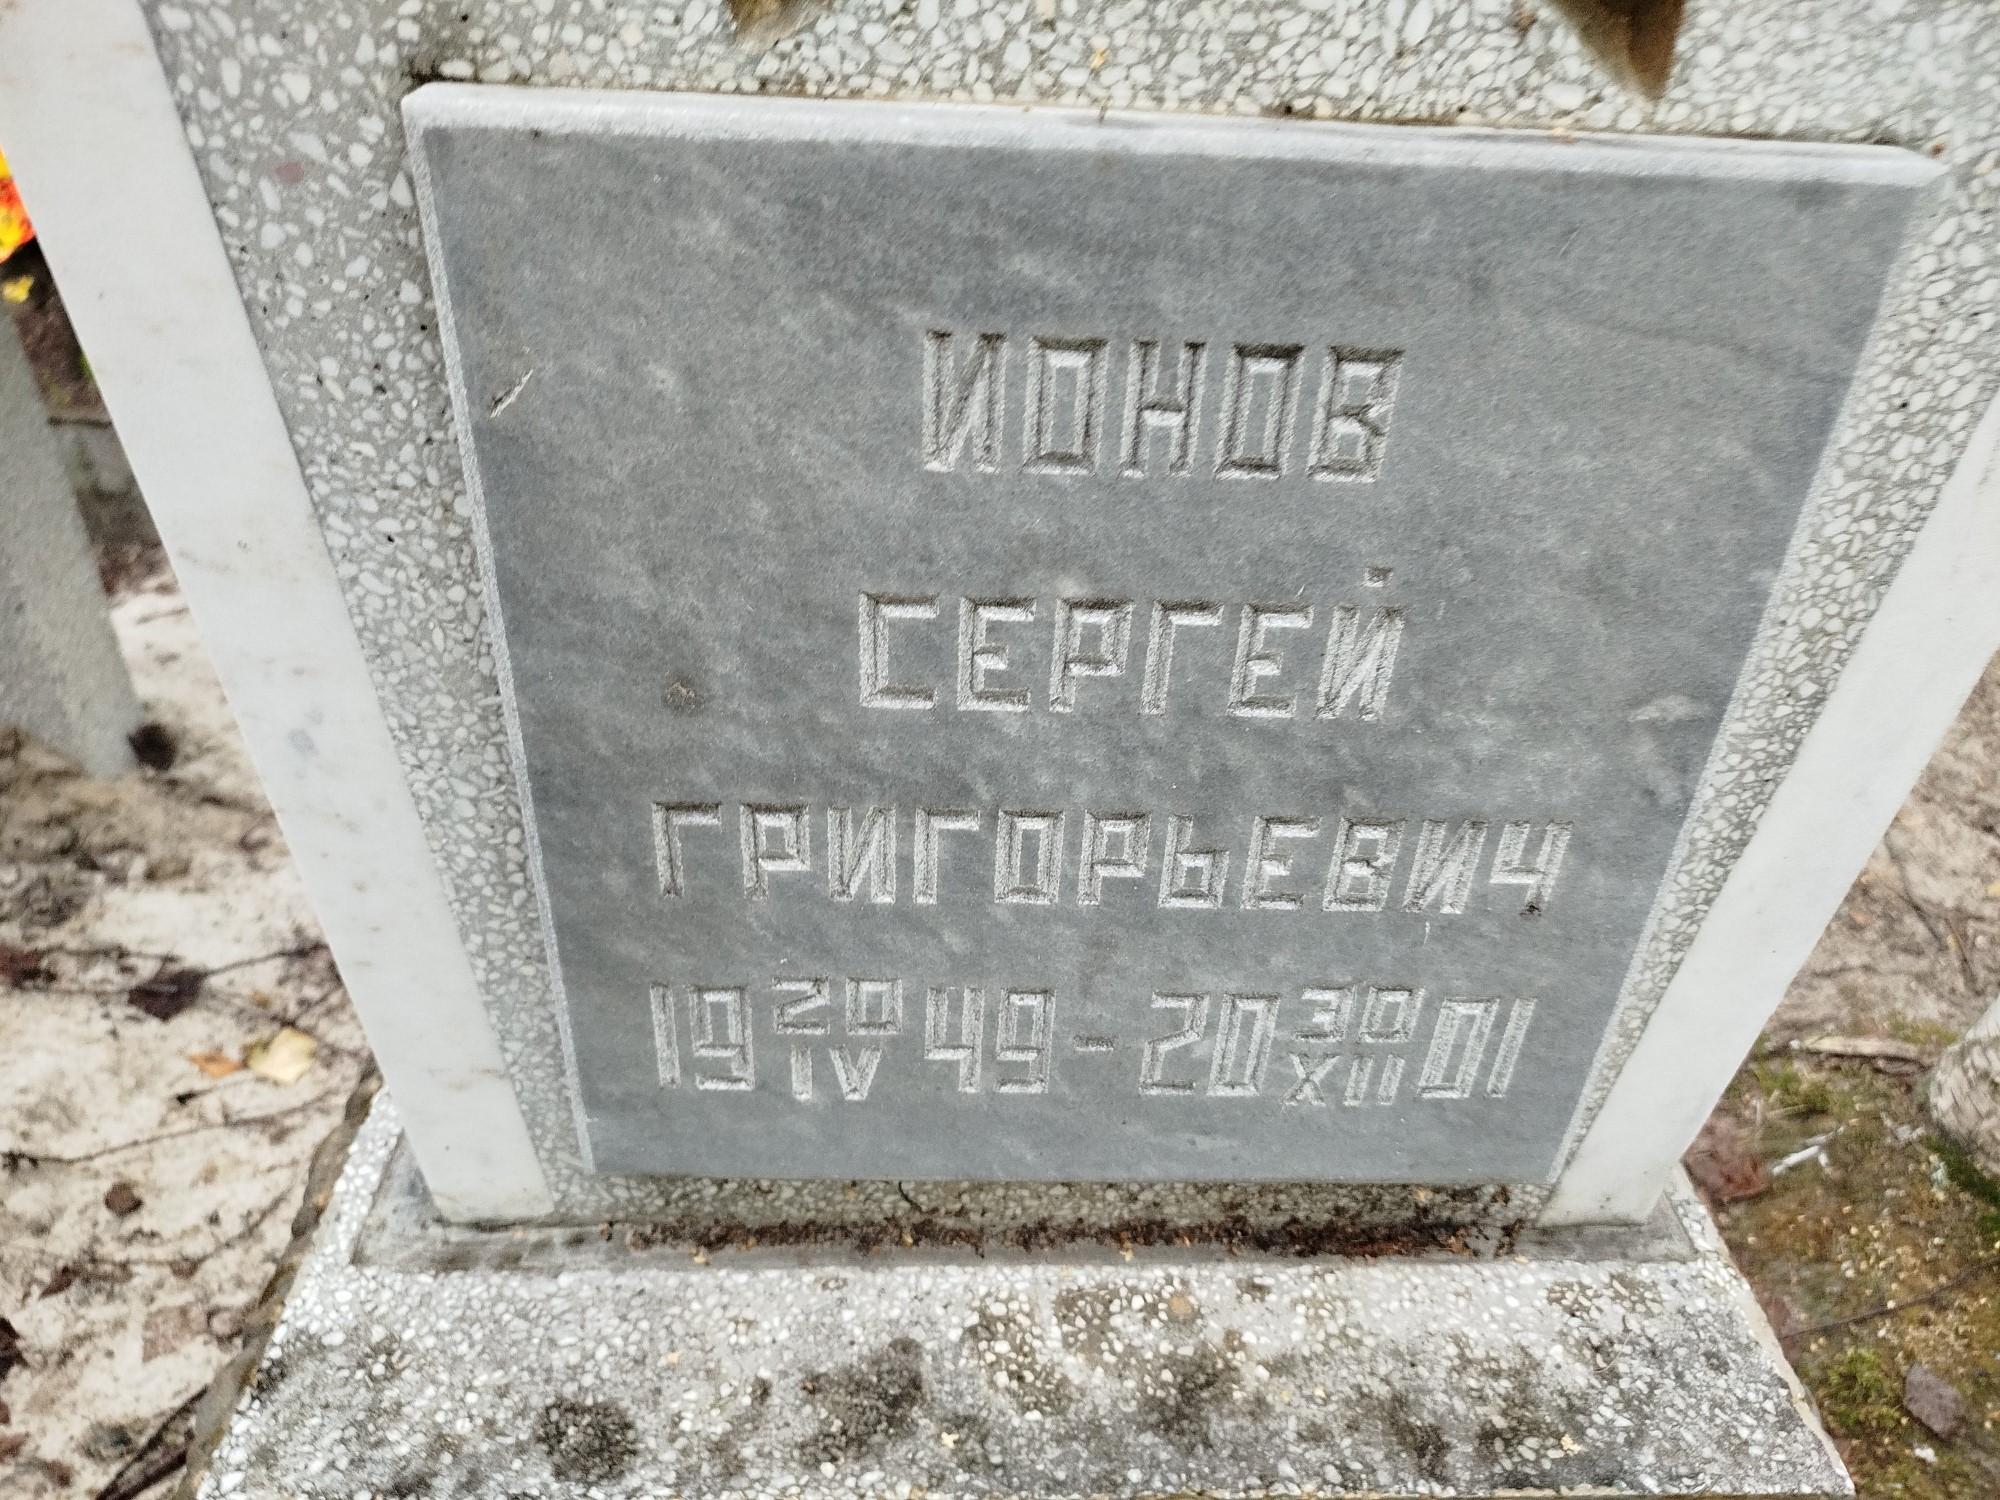 ИОНОВ
СЕРГЕЙ
ГРИГОРЬЕВИЧ
19 20/IV 49 - 20 30/XII 01